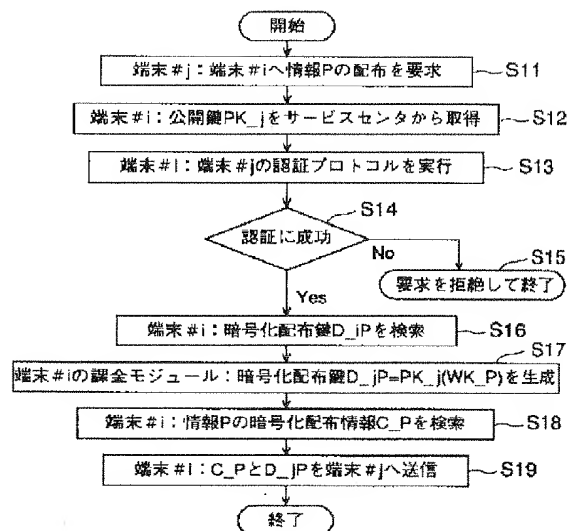 開始
端末#j：端末#iへ情報Pの配布を要求
S11
端末#i：公開鍵PK_jをサービスセンタから取得
S12
端末#i：端末#jの認証プロトコルを実行
S13
S14
認証に成功
No
S15
要求を拒絶して終了
Yes
端末#i：暗号化配布鍵D_iPを検索
S16
S17
端末#iの課金モジュール：暗号化配布鍵D_jP=PK_j(WK_P)を生成
端末#i：情報Pの暗号化配布情報C_Pを検索
S18
端末#i：C_PとD_jPを端末#jへ送信
S19
終了